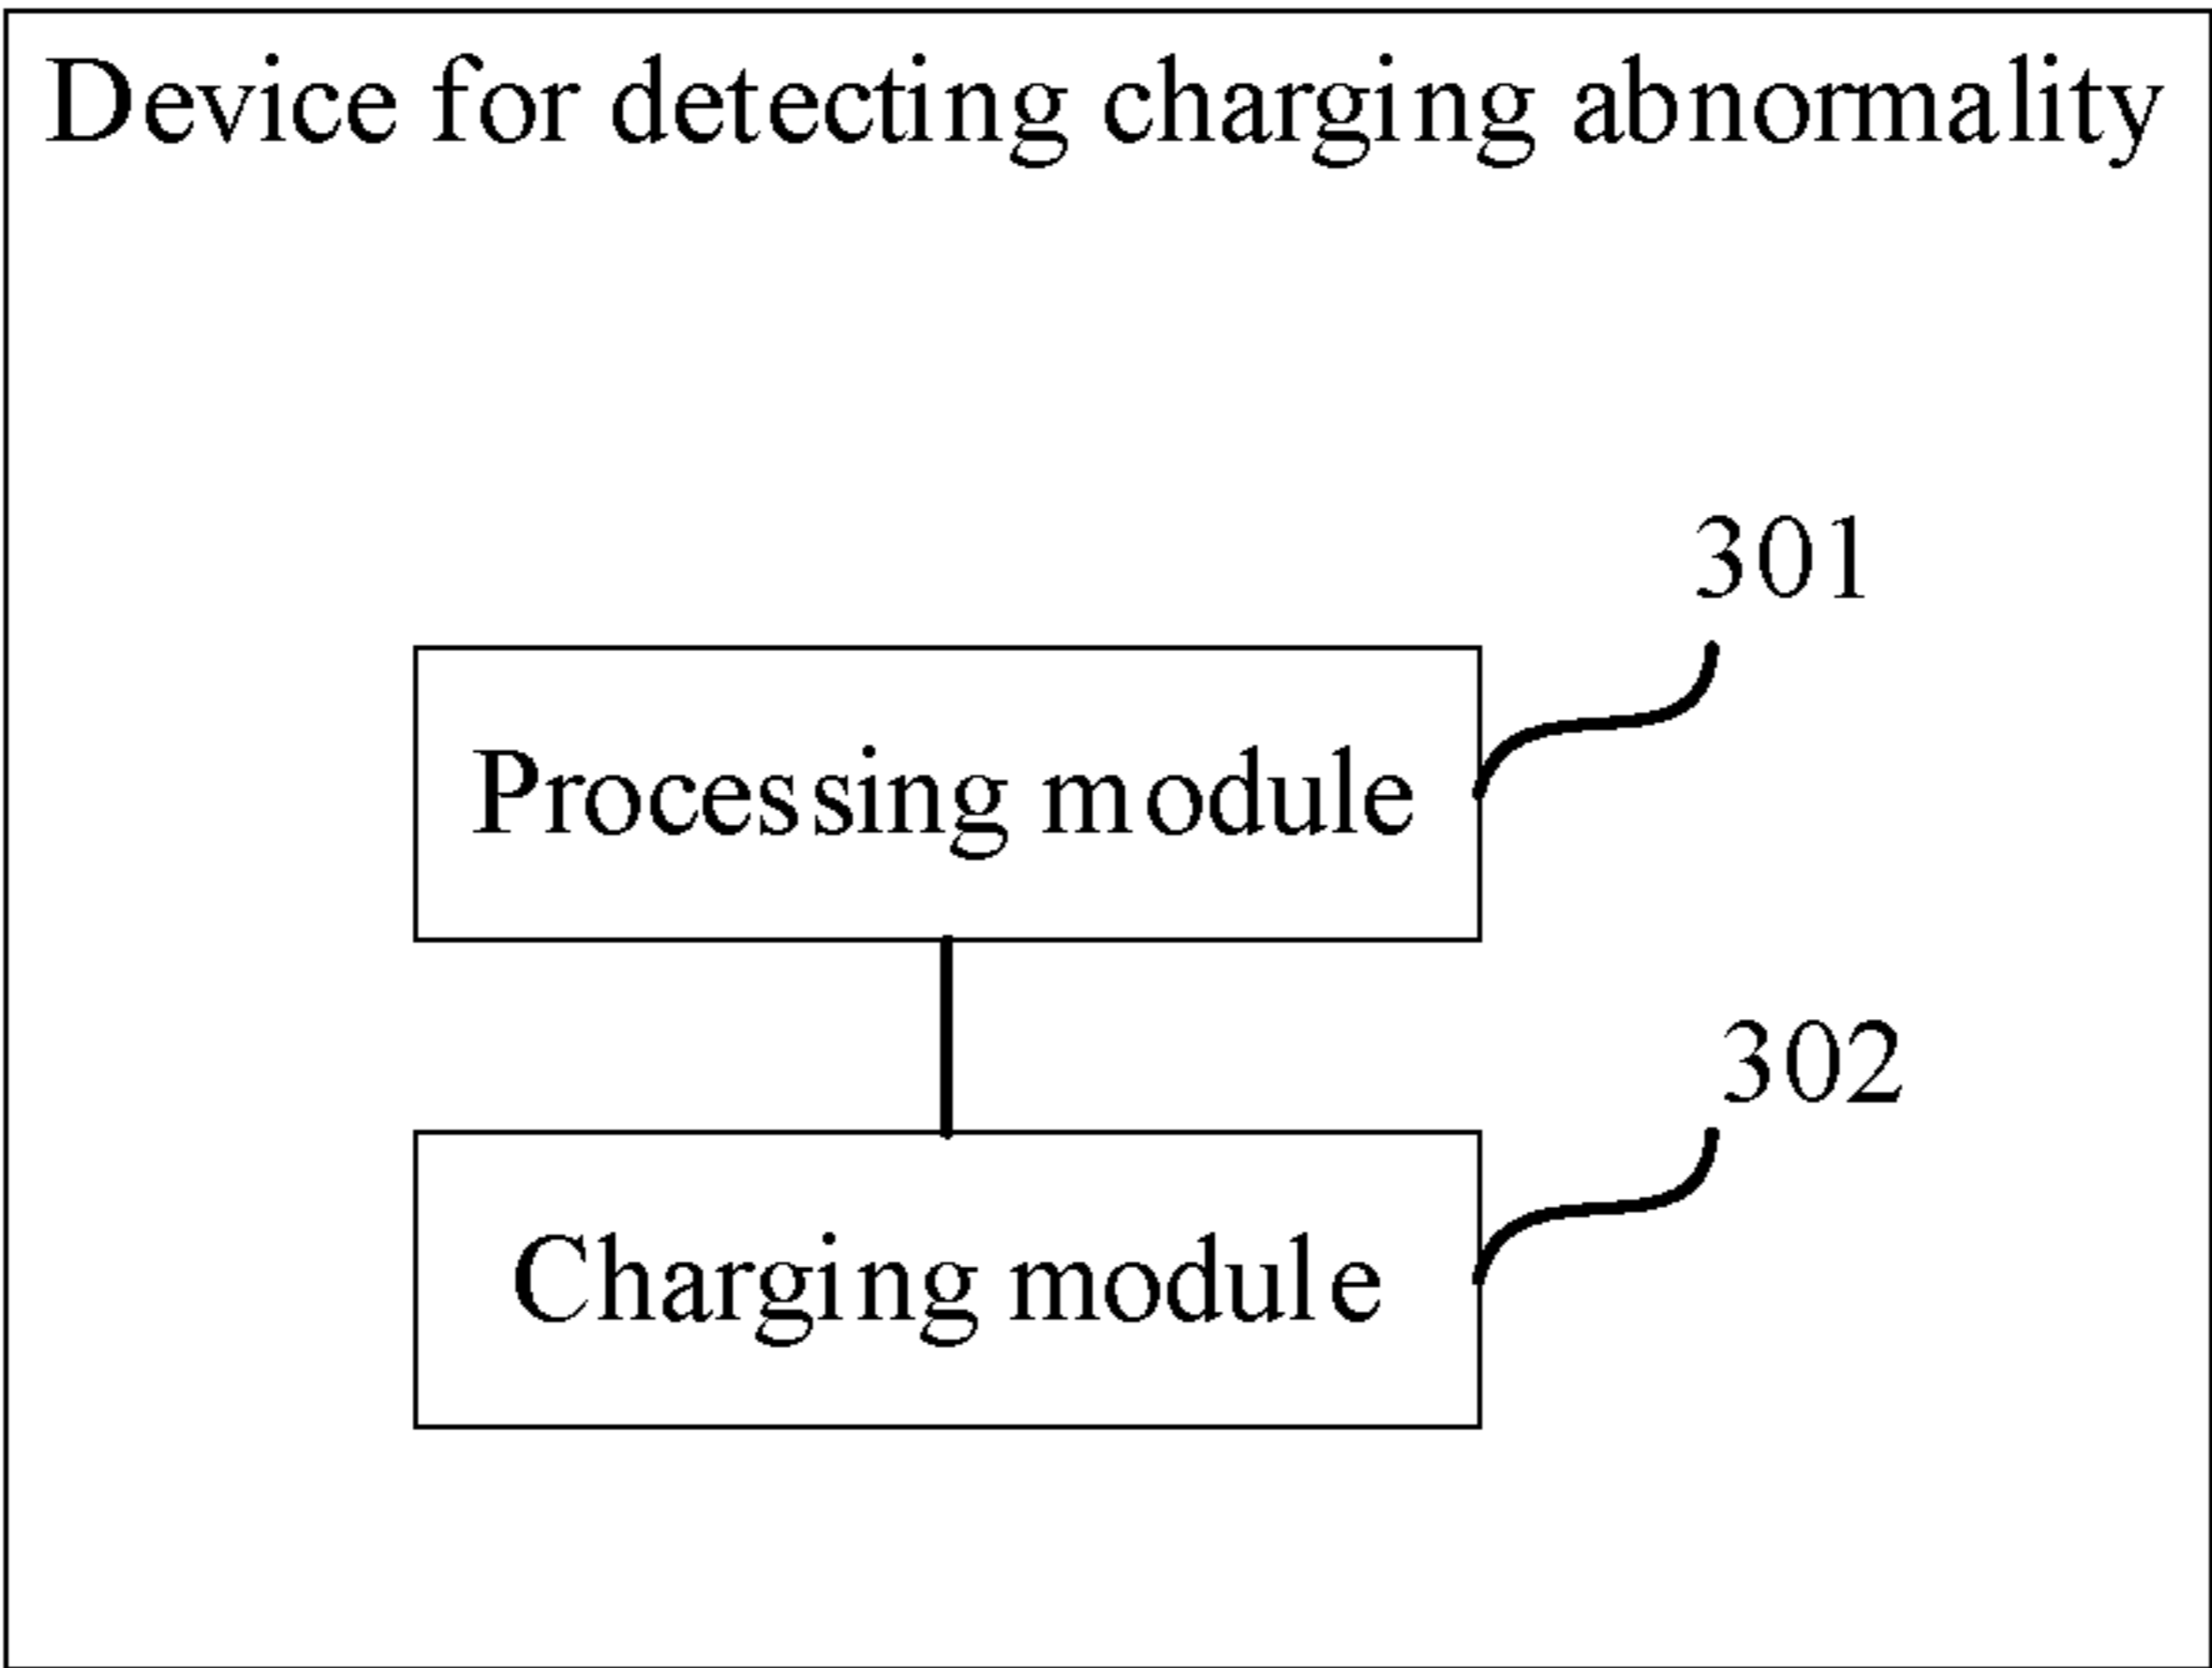 Device for detecting charging abnormality
301
Processing module
302
Charging module